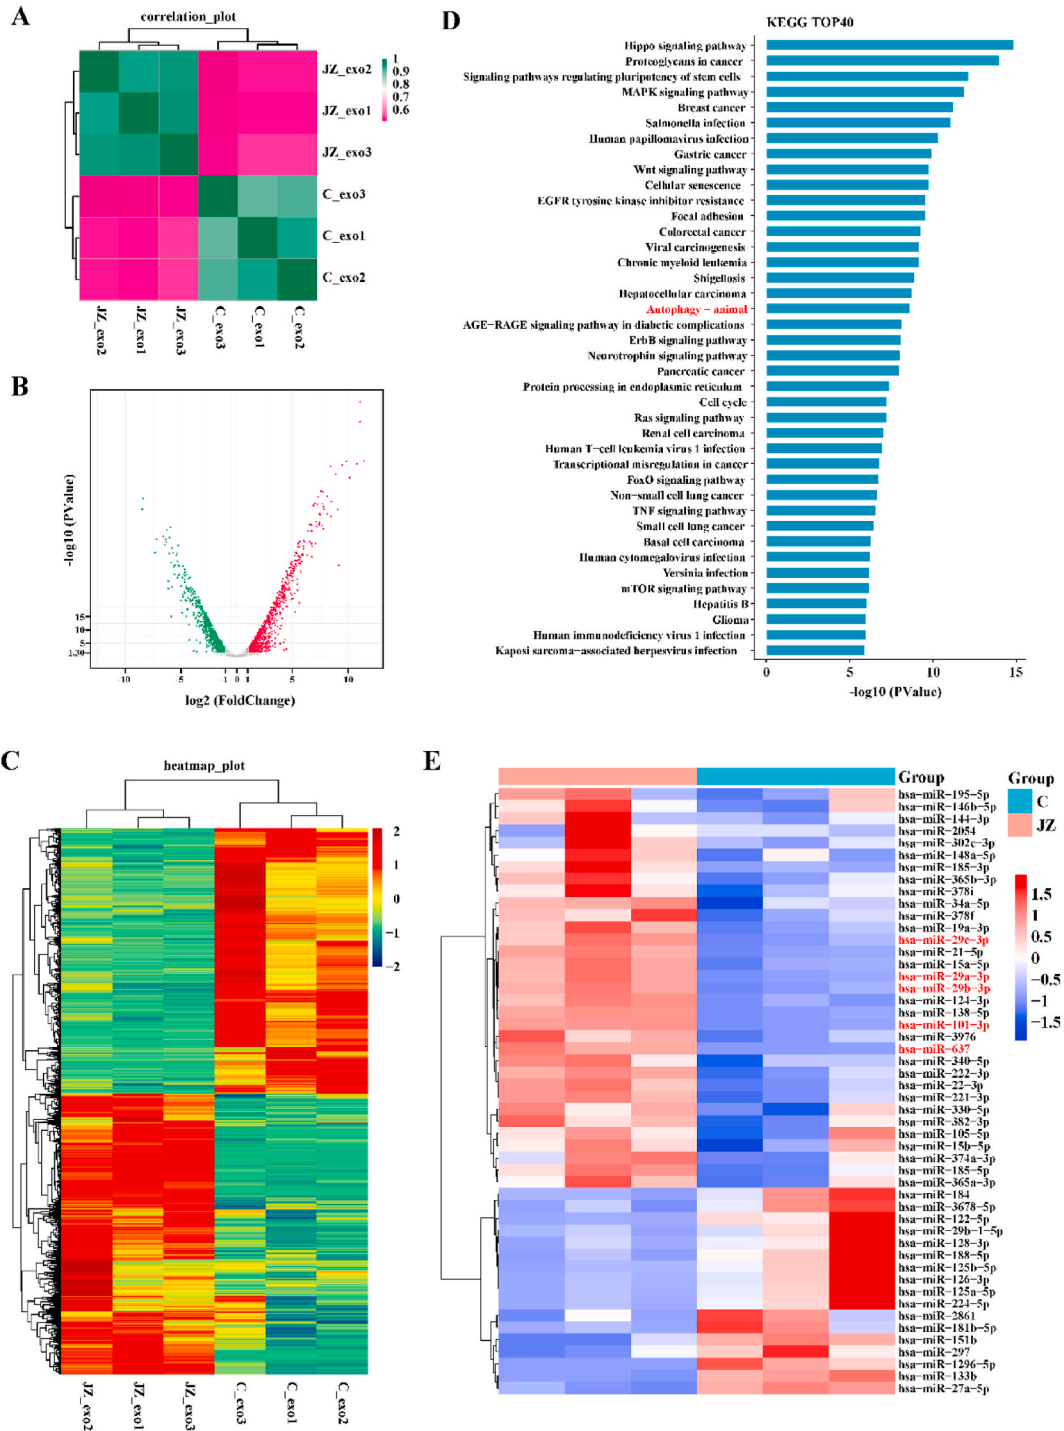 A
correlation_plot
JZ_exo2
JZ_exo1
JZ_exo3
C_exo3
C_exo1
C_exo2
1
0.9
0.8
0.7
0.6
JZ_exo2
JZ_exo1
JZ_exo3
C_exo3
C_exo1
C_exo2
B
-log10 (PValue)
15
10
5
1.30
-10
-5
-1
0
1
5
10
log2 (FoldChange)
C
heatmap_plot
2
1
0
−1
−2
JZ_exo2
JZ_exo1
JZ_exo3
C_exo3
C_exo1
C_exo2
D
KEGG TOP40
Hippo signaling pathway
Proteoglycans in cancer
Signaling pathways regulating pluripotency of stem cells
MAPK signaling pathway
Breast cancer
Salmonella infection
Human papillomavirus infection
Gastric cancer
Wnt signaling pathway
Cellular senescence
EGFR tyrosine kinase inhibitor resistance
Focal adhesion
Colorectal cancer
Viral carcinogenesis
Chronic myeloid leukemia
Shigellosis
Hepatocellular carcinoma
Autophagy − animal
AGE−RAGE signaling pathway in diabetic complications
ErbB signaling pathway
Neurotrophin signaling pathway
Pancreatic cancer
Protein processing in endoplasmic reticulum
Cell cycle
Ras signaling pathway
Renal cell carcinoma
Human T−cell leukemia virus 1 infection
Transcriptional misregulation in cancer
FoxO signaling pathway
Non−small cell lung cancer
TNF signaling pathway
Small cell lung cancer
Basal cell carcinoma
Human cytomegalovirus infection
Yersinia infection
mTOR signaling pathway
Hepatitis B
Glioma
Human immunodeficiency virus 1 infection
Kaposi sarcoma−associated herpesvirus infection
0
5
10
15
-log10 (PValue)
E
Group
hsa−miR−195−5p
hsa−miR−146b−5p
hsa−miR−144−3p
hsa−miR−2054
hsa−miR−302c−3p
hsa−miR−148a−5p
hsa−miR−185−3p
hsa−miR−365b−3p
hsa−miR−378i
hsa−miR−34a−5p
hsa−miR−378f
hsa−miR−19a−3p
hsa−miR−29c−3p
hsa−miR−21−5p
hsa−miR−15a−5p
hsa−miR−29a−3p
hsa−miR−29b−3p
hsa−miR−124−3p
hsa−miR−138−5p
hsa−miR−101−3p
hsa−miR−3976
hsa−miR−637
hsa−miR−340−5p
hsa−miR−222−3p
hsa−miR−22−3p
hsa−miR−221−3p
hsa−miR−330−5p
hsa−miR−382−3p
hsa−miR−105−5p
hsa−miR−15b−5p
hsa−miR−374a−3p
hsa−miR−185−5p
hsa−miR−365a−3p
hsa−miR−184
hsa−miR−3678−5p
hsa−miR−122−5p
hsa−miR−29b−1−5p
hsa−miR−128−3p
hsa−miR−188−5p
hsa−miR−125b−5p
hsa−miR−126−3p
hsa−miR−125a−5p
hsa−miR−224−5p
hsa−miR−2861
hsa−miR−181b−5p
hsa−miR−151b
hsa−miR−297
hsa−miR−1296−5p
hsa−miR−133b
hsa−miR−27a−5p
Group
C
JZ
1.5
1
0.5
0
−0.5
−1
−1.5